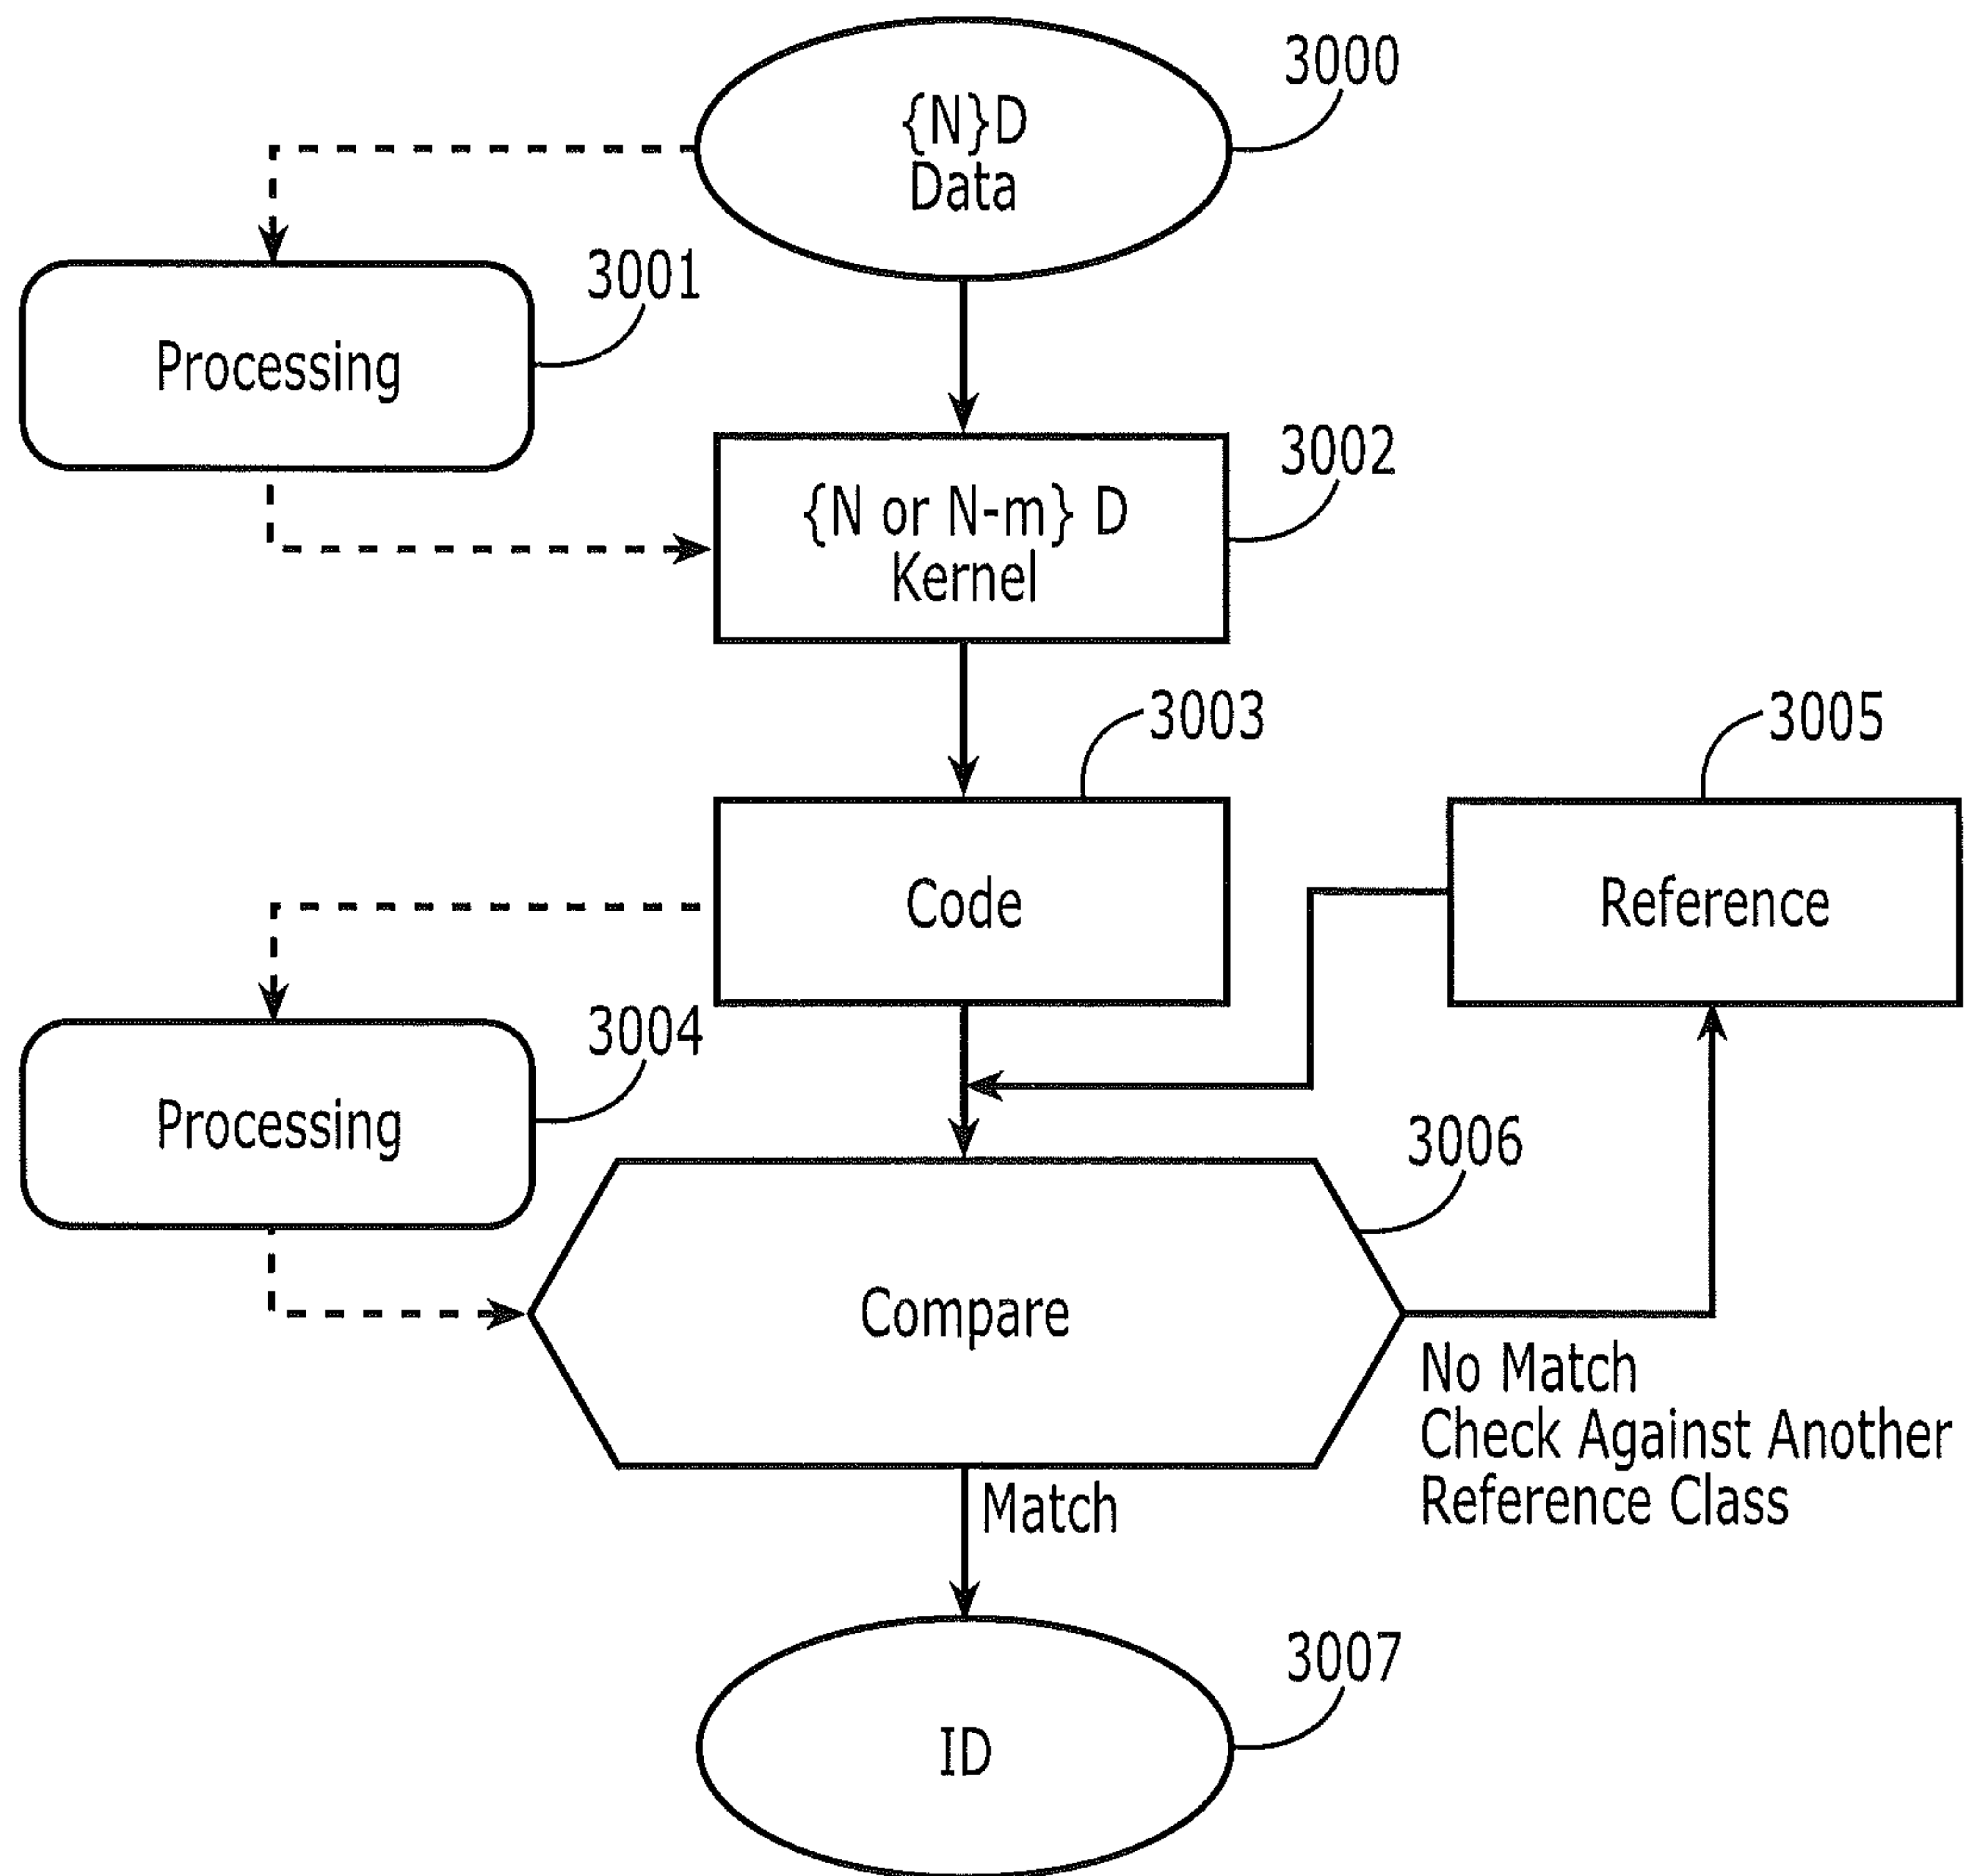 3000
{N}D
Data
3001
Processing
3002
{N or N-m} D
Kernel
3003
3005
Code
Reference
3004
Processing
3006
Compare
No Match
Check Against Another
Reference Class
Match
3007
ID